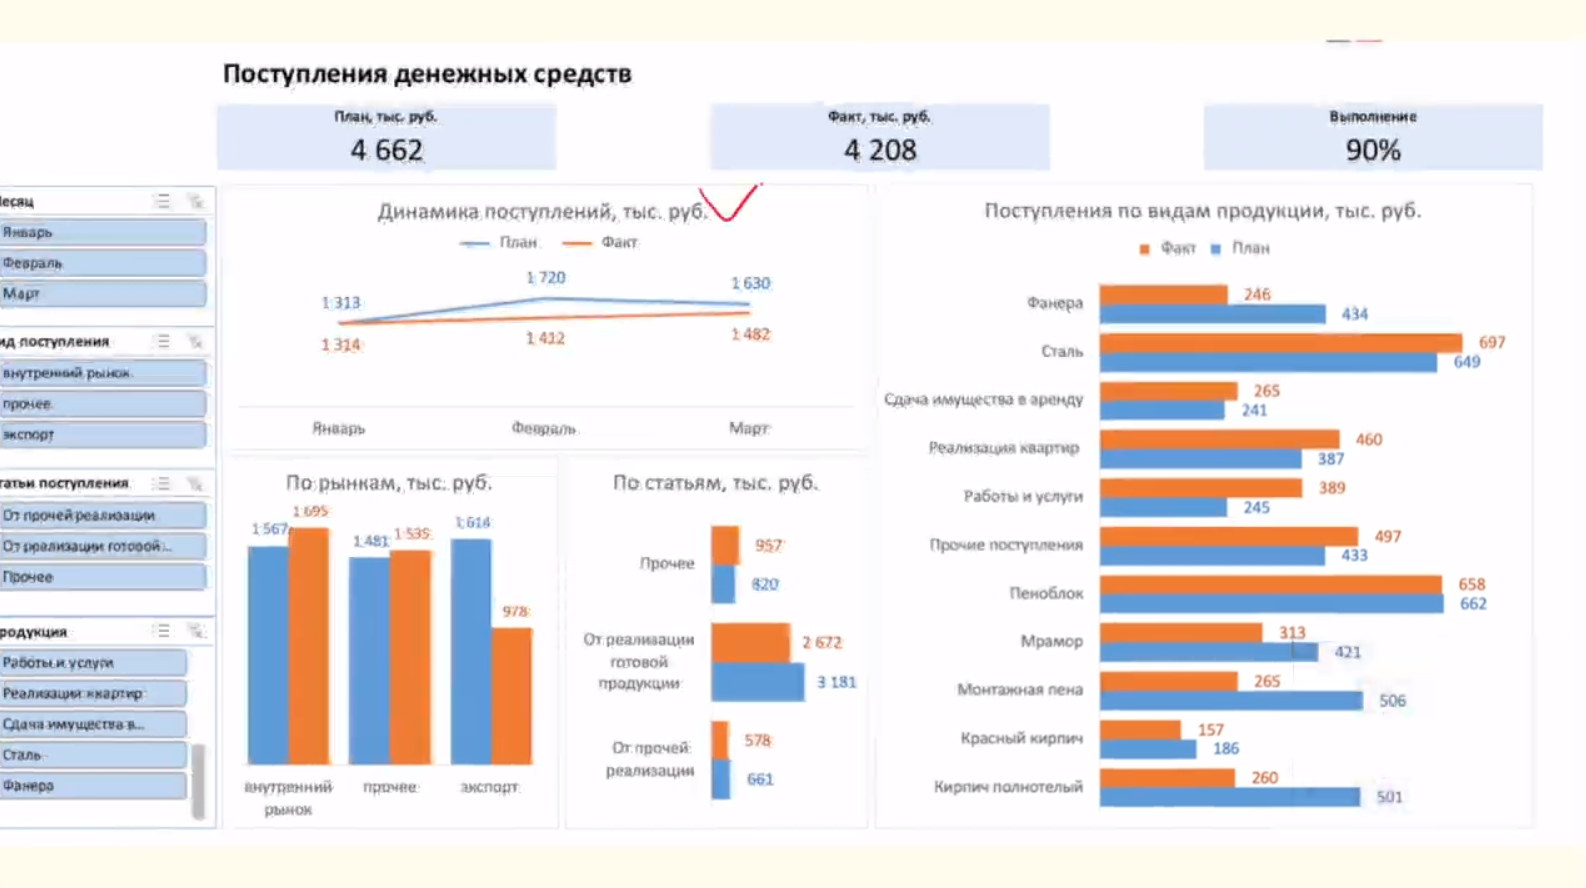 Поступления денежных средств
План, тыс. руб.
4 662
Факт, тыс. руб.
4 208
Выполнение
90%
Январь
Февраль
Март
поступления
внутренний рынок
прочее
экспорт
поступления
От прочей реализации
От реализации готовой...
Прочее
Работы и услуги
Реализация квартир
Сдача имущества в...
Сталь
Фанера
Динамика поступлений, тыс. руб.
План
Факт
1 313
1 720
1 630
1 314
1 412
1 482
Январь
Февраль
Март
По рынкам, тыс. руб.
1 567
1 695
1 481
1 535
1 614
978
внутренний
рынок
прочее
экспорт
По статьям, тыс. руб.
Прочее
957
820
От реализации
готовой
продукции
2 672
3 181
От прочей
реализации
578
661
Поступления по видам продукции, тыс. руб.
Факт
План
Фанера
246
434
Сталь
697
649
Сдача имущества в аренду
265
241
Реализация квартир
460
387
Работы и услуги
389
245
Прочие поступления
497
433
Пеноблок
658
662
Мрамор
313
421
Монтажная пена
265
506
Красный кирпич
157
186
Кирпич полнотелый
260
501